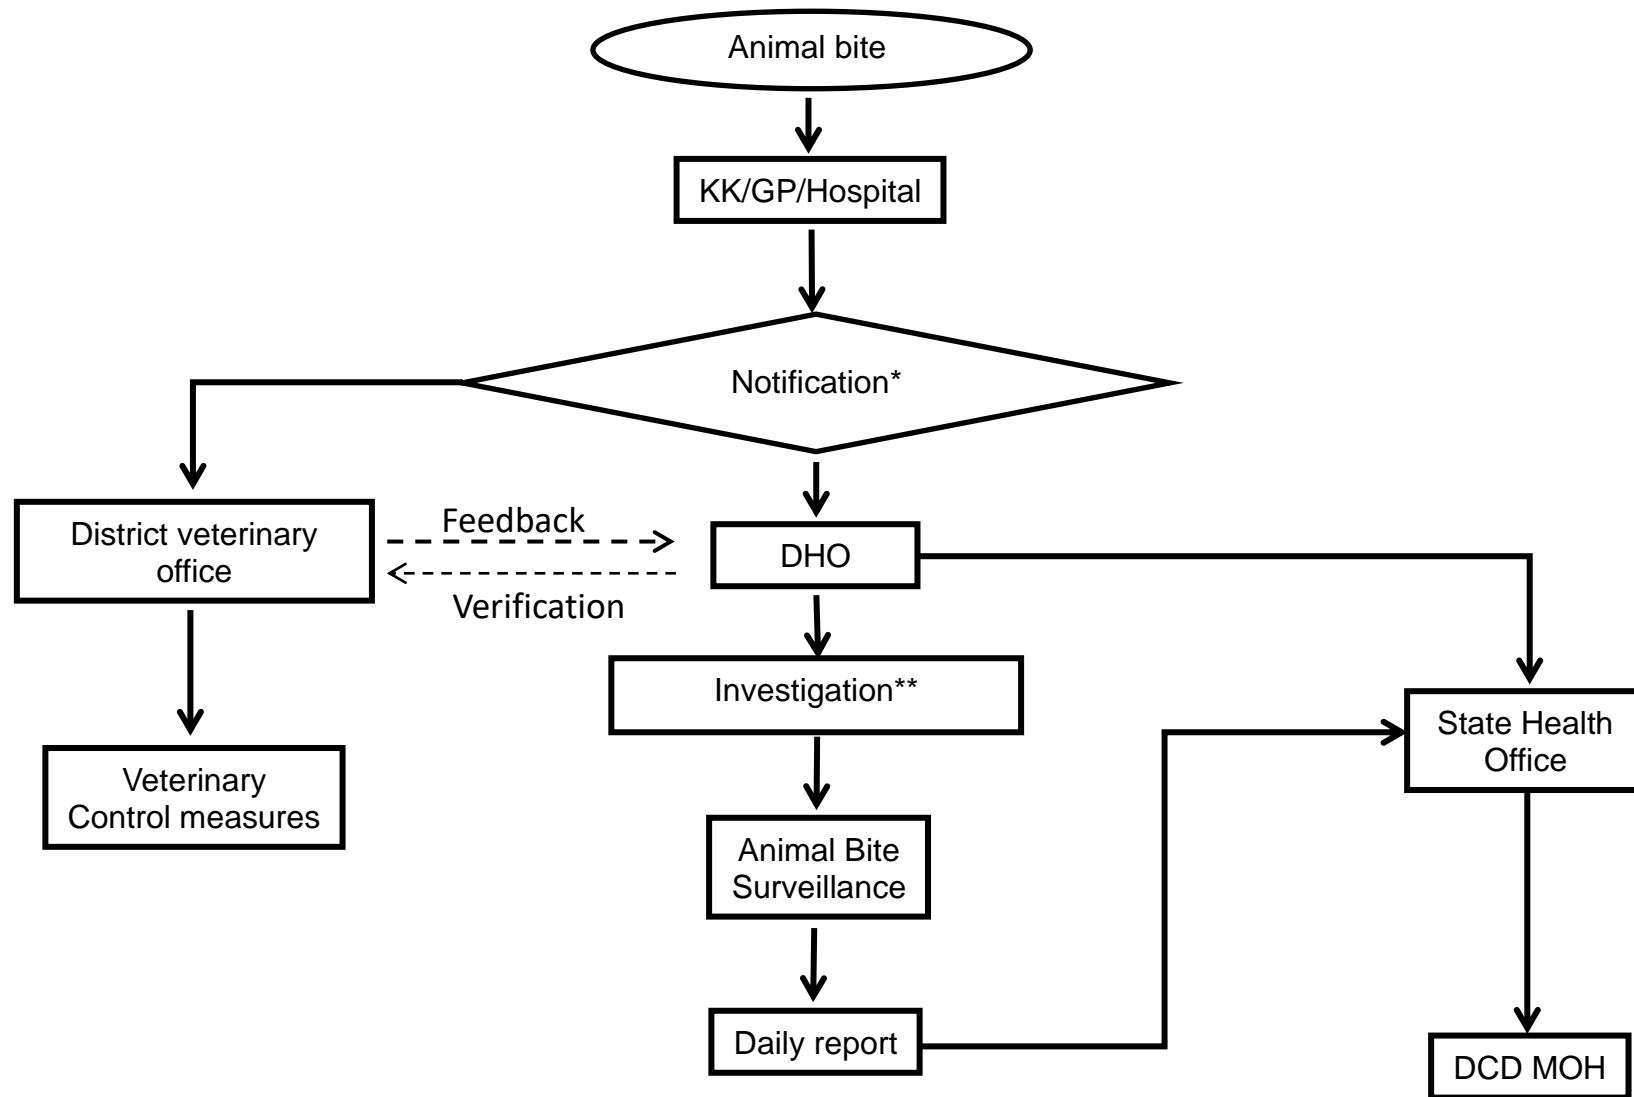 Animal bite
KK/GP/Hospital
Notification*
District veterinary
office
Feedback
Verification
DHO
Investigation**
State Health
Office
Veterinary
Control measures
Animal Bite
Surveillance
Daily report
DCD MOH